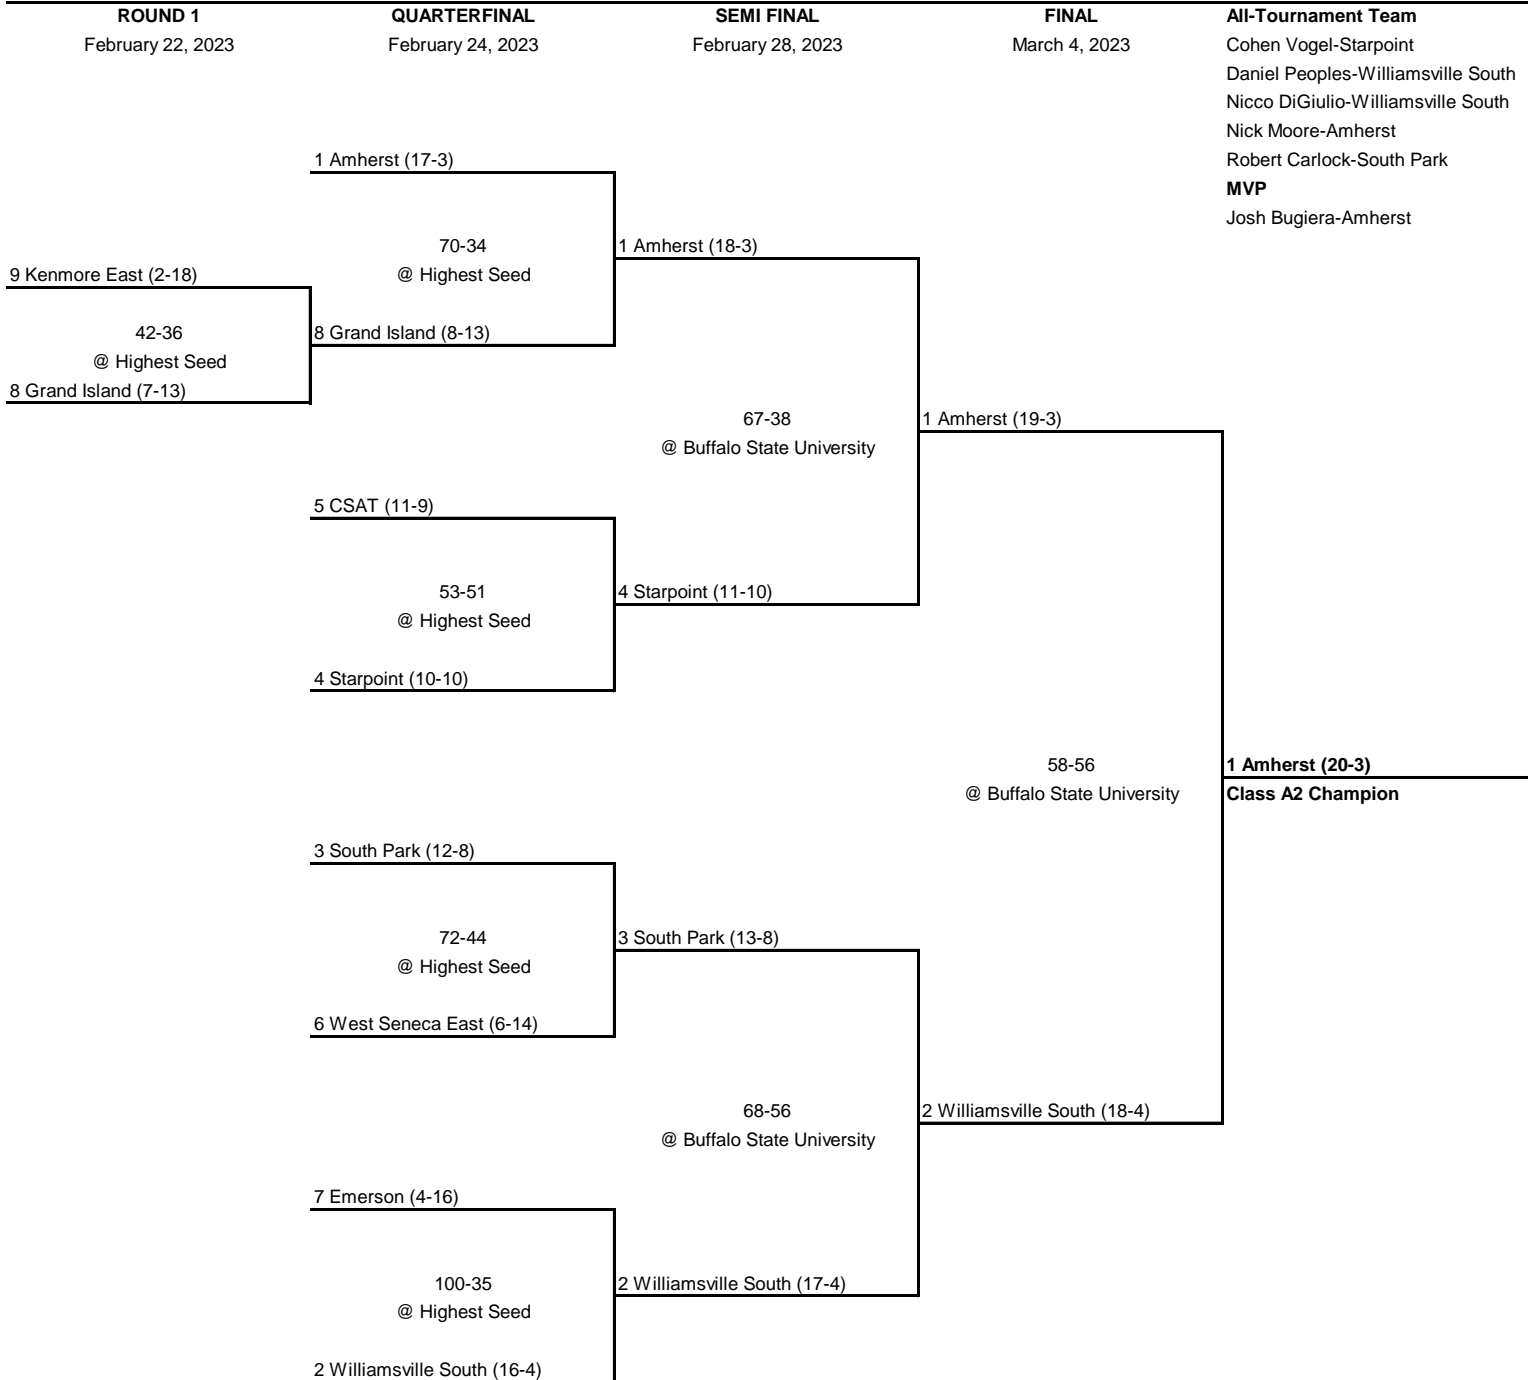 ROUND 1 QUARTERFINAL SEMI FINAL FINAL All-Tournament Team
February 22, 2023 February 24, 2023 February 28, 2023 March 4, 2023 Cohen Vogel-Starpoint
Daniel Peoples-Williamsville South
Nicco DiGiulio-Williamsville South
Nick Moore-Amherst
1 Amherst (17-3) Robert Carlock-South Park
MVP
Josh Bugiera-Amherst
70-34 1 Amherst (18-3)
9 Kenmore East (2-18) @ Highest Seed
42-36 8 Grand Island (8-13)
@ Highest Seed
8 Grand Island (7-13)
67-38 1 Amherst (19-3)
@ Buffalo State University
5 CSAT (11-9)
53-51 4 Starpoint (11-10)
@ Highest Seed
4 Starpoint (10-10)
58-56 1 Amherst (20-3)
@ Buffalo State University Class A2 Champion
3 South Park (12-8)
72-44 3 South Park (13-8)
@ Highest Seed
6 West Seneca East (6-14)
68-56 2 Williamsville South (18-4)
@ Buffalo State University
7 Emerson (4-16)
100-35 2 Williamsville South (17-4)
@ Highest Seed
2 Williamsville South (16-4)